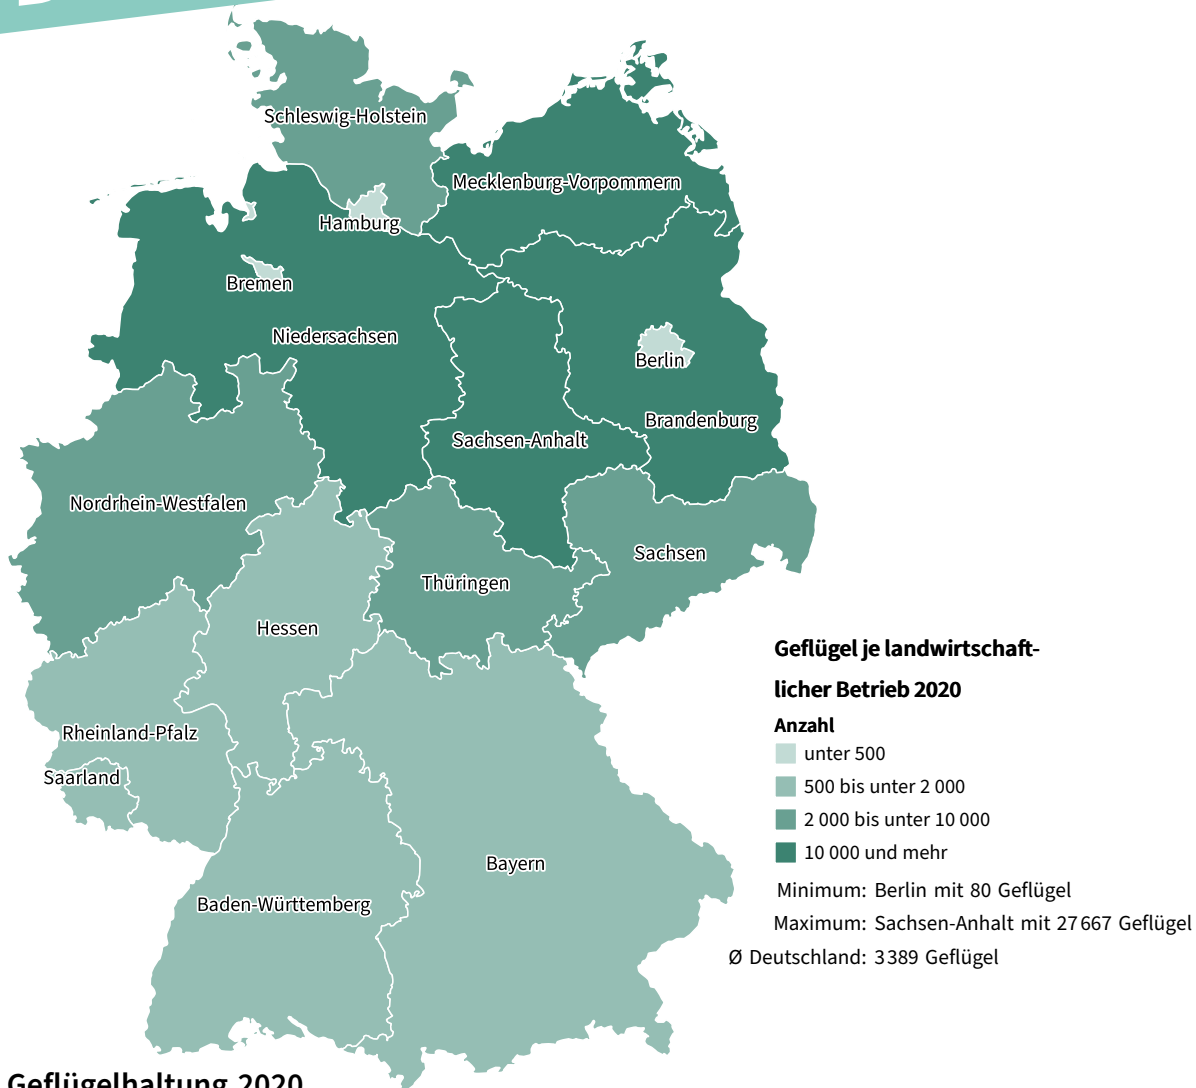 Schleswig-Holstein
Mecklenburg-Vorpommern
Hamburg
Bremen
Niedersachsen
Berlin
Brandenburg
Sachsen-Anhalt
Nordrhein-Westfalen
Sachsen
Thüringen
Hessen
Rheinland-Pfalz
Saarland
Bayern
Baden-Württemberg
Geflügel je landwirtschaft-
licher Betrieb 2020
Anzahl
unter 500
500 bis unter 2 000
2 000 bis unter 10 000
10 000 und mehr
Minimum: Berlin mit 80 Geflügel
Maximum: Sachsen-Anhalt mit 27 667 Geflügel
Ø Deutschland: 3 389 Geflügel
Geflügelhaltung 2020